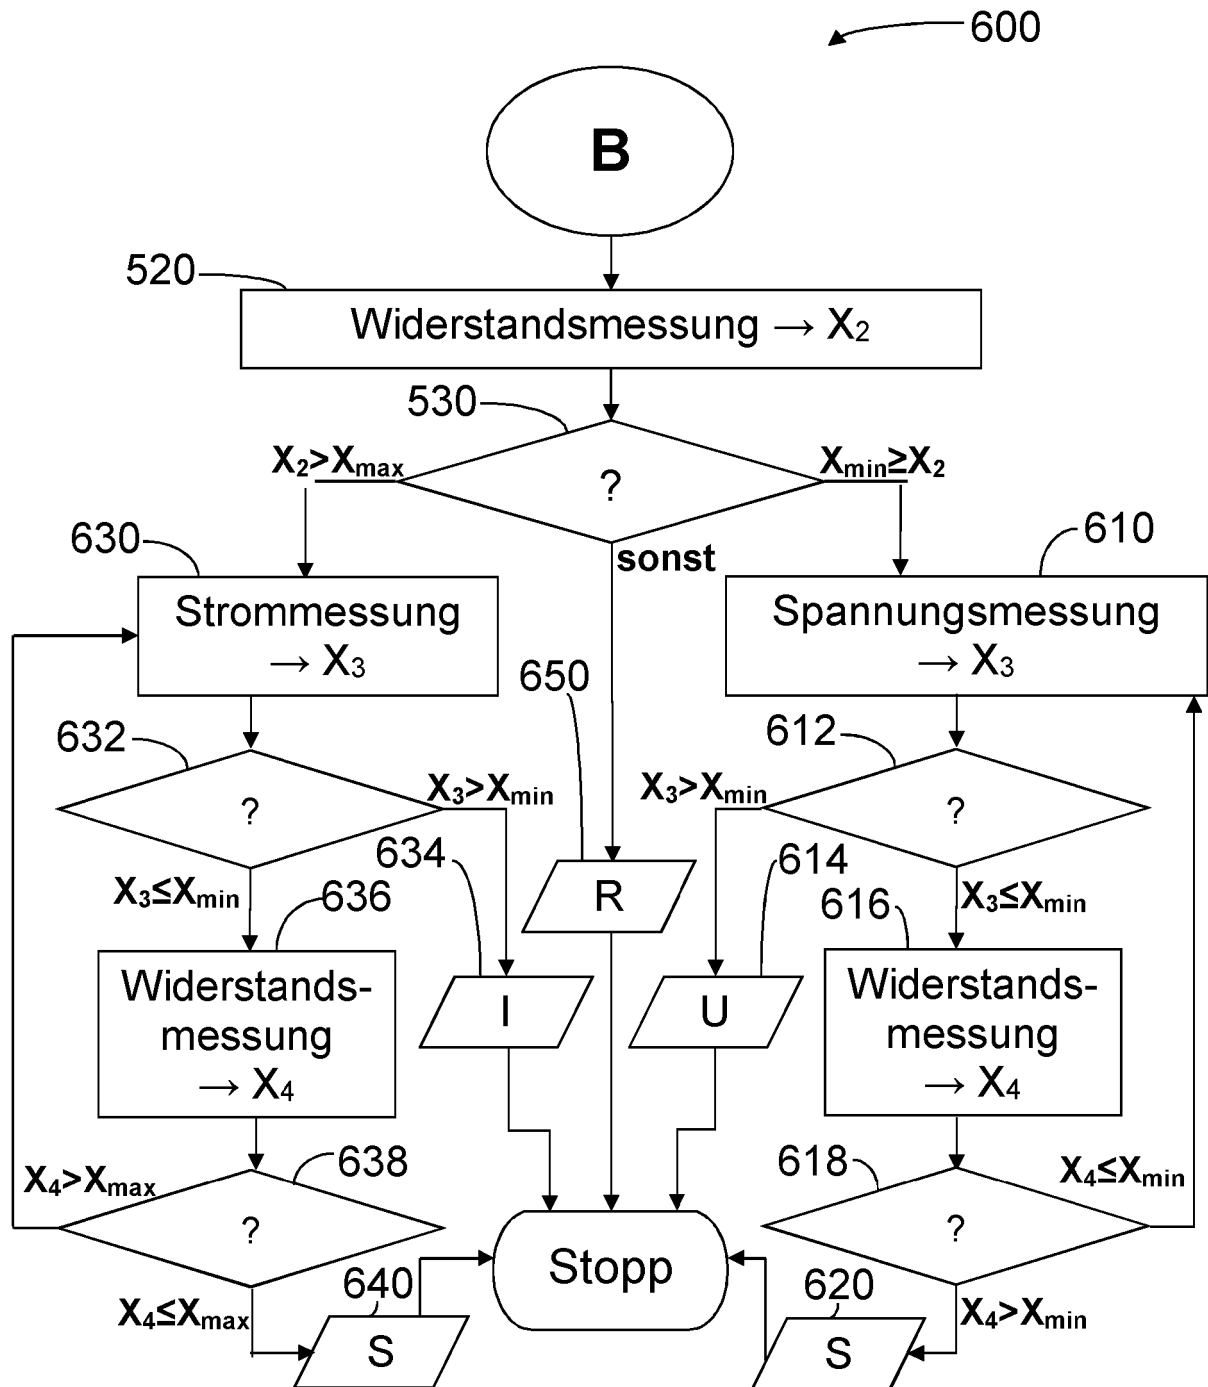 600
B
520
Widerstandsmessung → X₂
530
X₂>Xmax
?
Xmin≥X₂
sonst
630
Strommessung
→ X₃
610
Spannungsmessung
→ X₃
650
632
?
X₃>Xmin
612
X₃>Xmin
?
634
R
614
X₃≤Xmin
636
X₃≤Xmin
616
I
U
Widerstands-
messung
→ X₄
Widerstands-
messung
→ X₄
638
X₄>Xmax
?
618
X₄≤Xmin
?
Stopp
640
X₄≤Xmax
S
620
X₄>Xmin
S